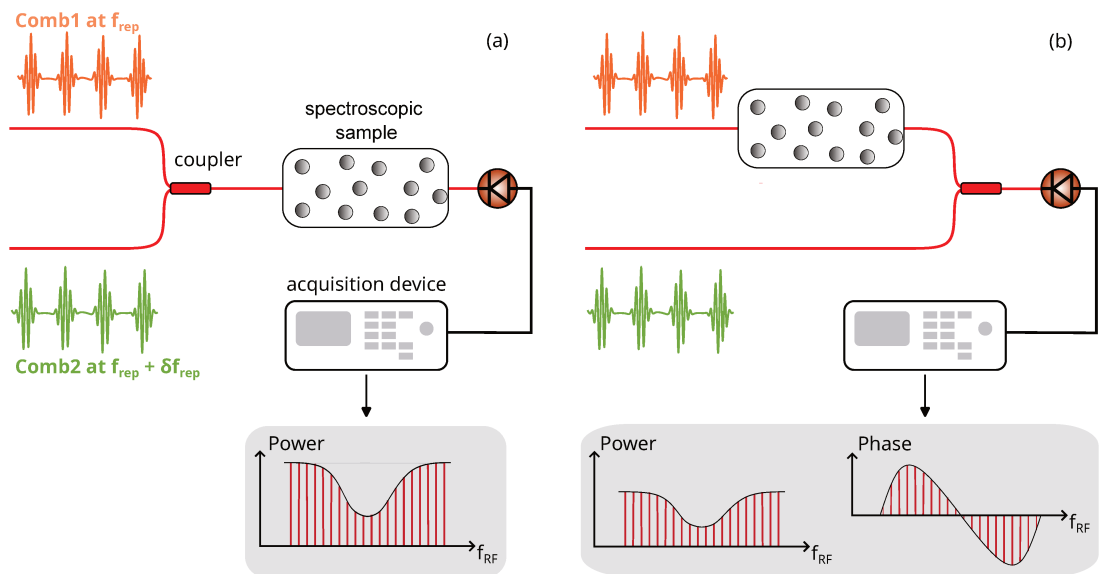 Comb1 at frep
(a)
spectroscopic
sample
coupler
acquisition device
Comb2 at frep + δfrep
Power
fRF
(b)
Power
fRF
Phase
fRF